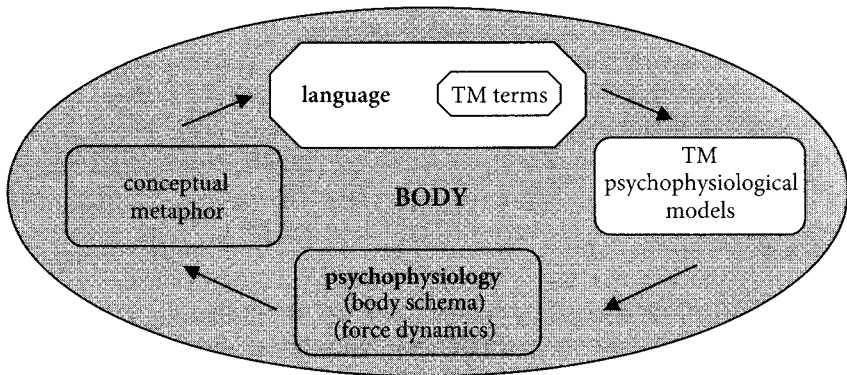 language
TM terms
TM
psychophysiological
models
conceptual
metaphor
BODY
psychophysiology
(body schema)
(force dynamics)